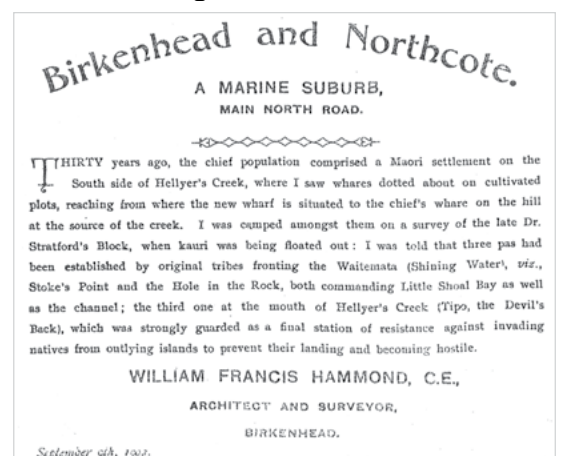 Birkenhead and Northcote.
A MARINE SUBURB,
MAIN NORTH ROAD.
THIRTY years ago, the chief population comprised a Maori settlement on the
South side of Hellyer's Creek, where I saw whares dotted about on cultivated
plots, reaching from where the new wharf is situated to the chief's whare on the hill
at the source of the creek. I was camped amongst them on a survey of the late Dr.
Stratford's Block, when kauri was being floated out: I was told that three pas had
been established by original tribes fronting the Waitemata (Shining Water), viz.,
Stoke's Point and the Hole in the Rock, both commanding Little Shoal Bay as well
as the channel; the third one at the mouth of Hellyer's Creek (Tipo, the Devil's
Back), which was strongly guarded as a final station of resistance against invading
natives from outlying islands to prevent their landing and becoming hostile.
WILLIAM FRANCIS HAMMOND, C.E.,
ARCHITECT AND SURVEYOR,
BIRKENHEAD.
September